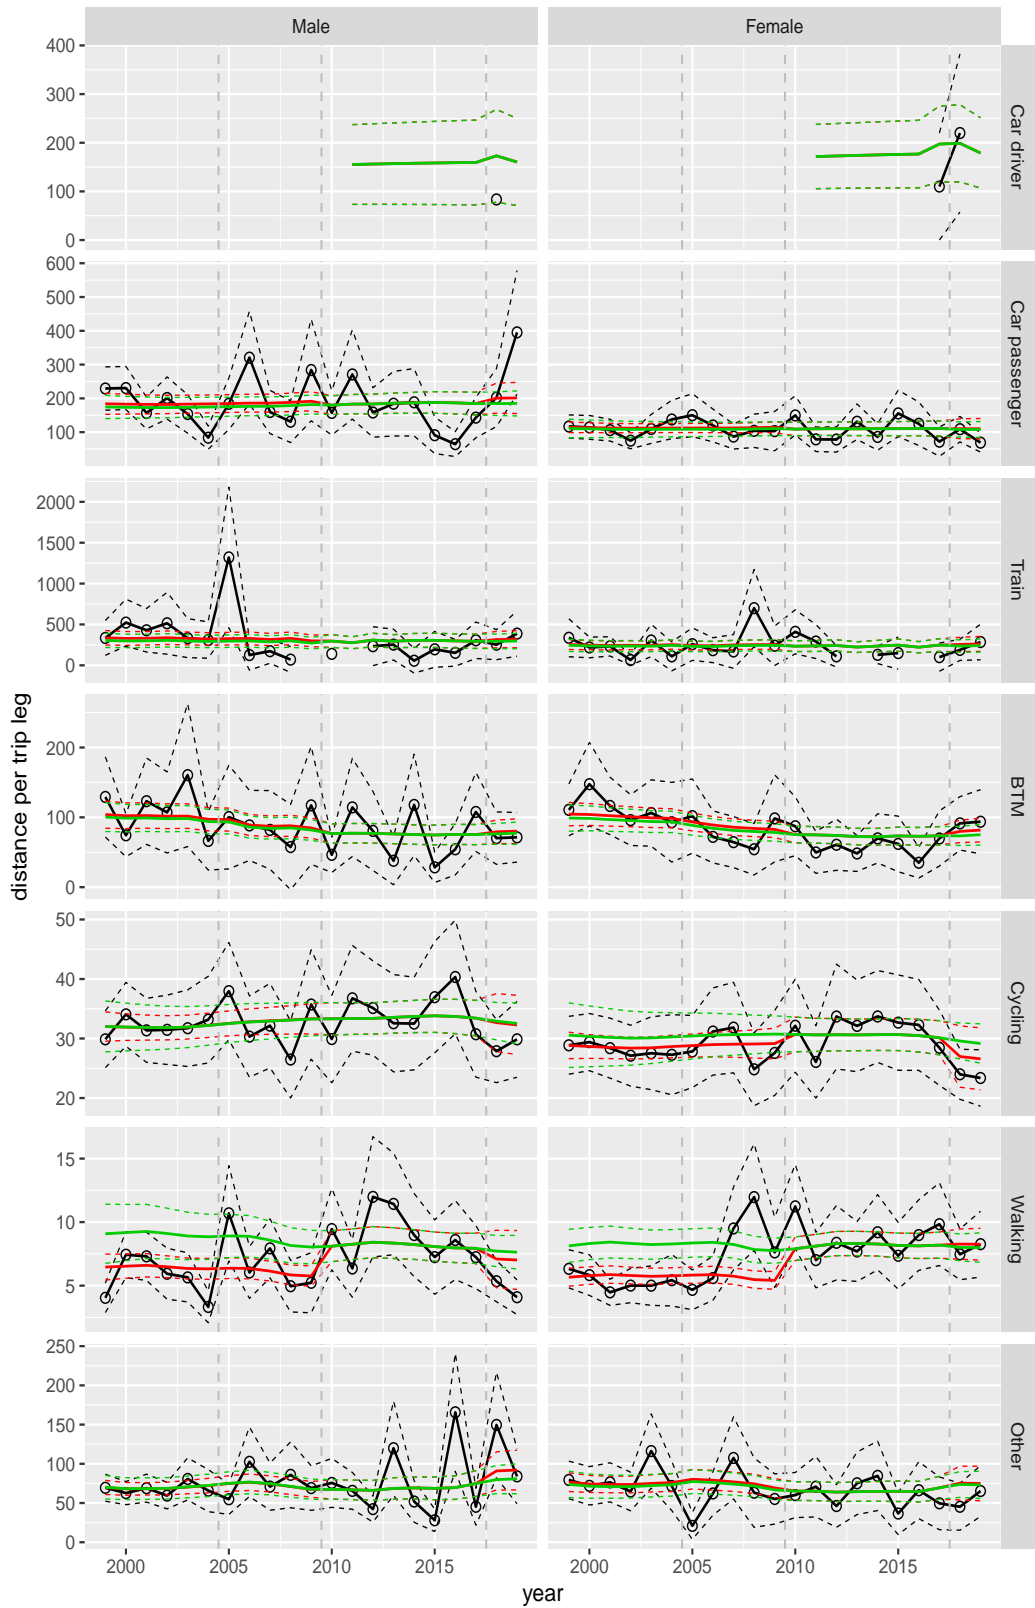 Male Female
400
300
200
100
0
Car driver
600
500
400
300
200
100
Car passenger
2000
1500
1000
500
0
Train
200
100
0
BTM
distance per trip leg
50
40
30
20
Cycling
15
10
5
Walking
250
200
150
100
50
0
Other
2000 2005 2010 2015 2000 2005 2010 2015
year